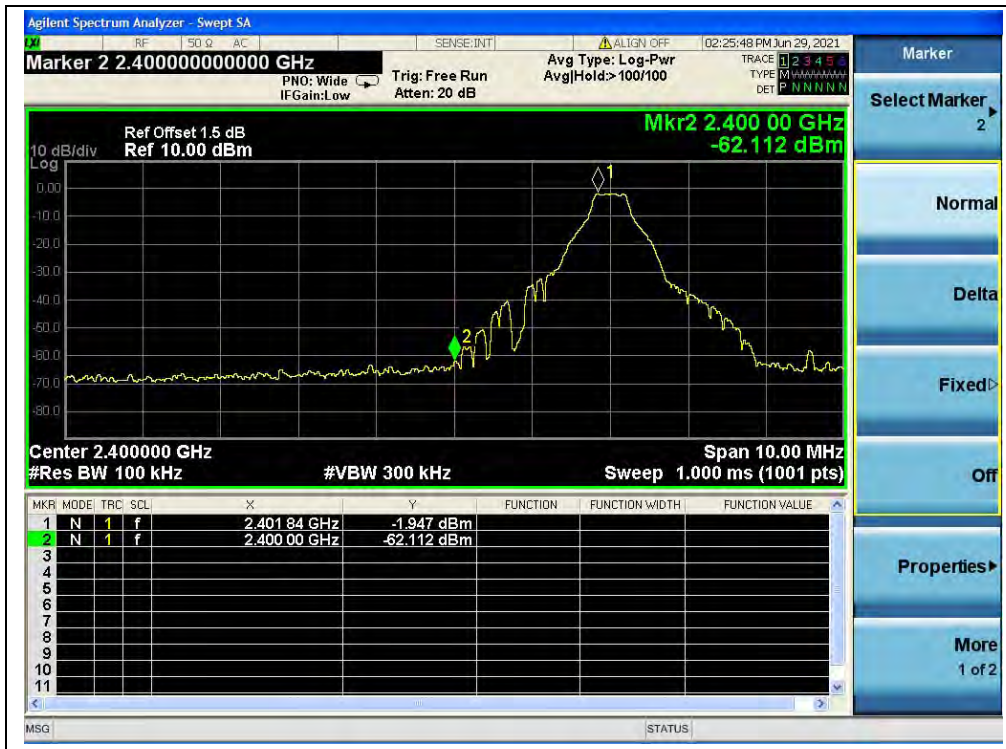 Agilent Spectrum Analyzer - Swept SA
LXI RF 50 Ω AC SENSE:INT ALIGN OFF 02:25:48 PM Jun 29, 2021
Marker 2 2.400000000000 GHz
PNO: Wide
IFGain:Low
Trig: Free Run
Atten: 20 dB
Avg Type: Log-Pwr
Avg|Hold:>100/100
TRACE 1 2 3 4 5 6
TYPE M
DET P N N N N N
Ref Offset 1.5 dB
10 dB/div Ref 10.00 dBm
Log
Mkr2 2.400 00 GHz
-62.112 dBm
0.00
-10.0
-20.0
-30.0
-40.0
-50.0
-60.0
-70.0
-80.0
1
2
Center 2.400000 GHz Span 10.00 MHz
#Res BW 100 kHz #VBW 300 kHz Sweep 1.000 ms (1001 pts)
MKR MODE TRC SCL X Y FUNCTION FUNCTION WIDTH FUNCTION VALUE
1 N 1 f 2.401 84 GHz -1.947 dBm
2 N 1 f 2.400 00 GHz -62.112 dBm
3
4
5
6
7
8
9
10
11
MSG STATUS
Marker
Select Marker
2
Normal
Delta
Fixed
Off
Properties
More
1 of 2